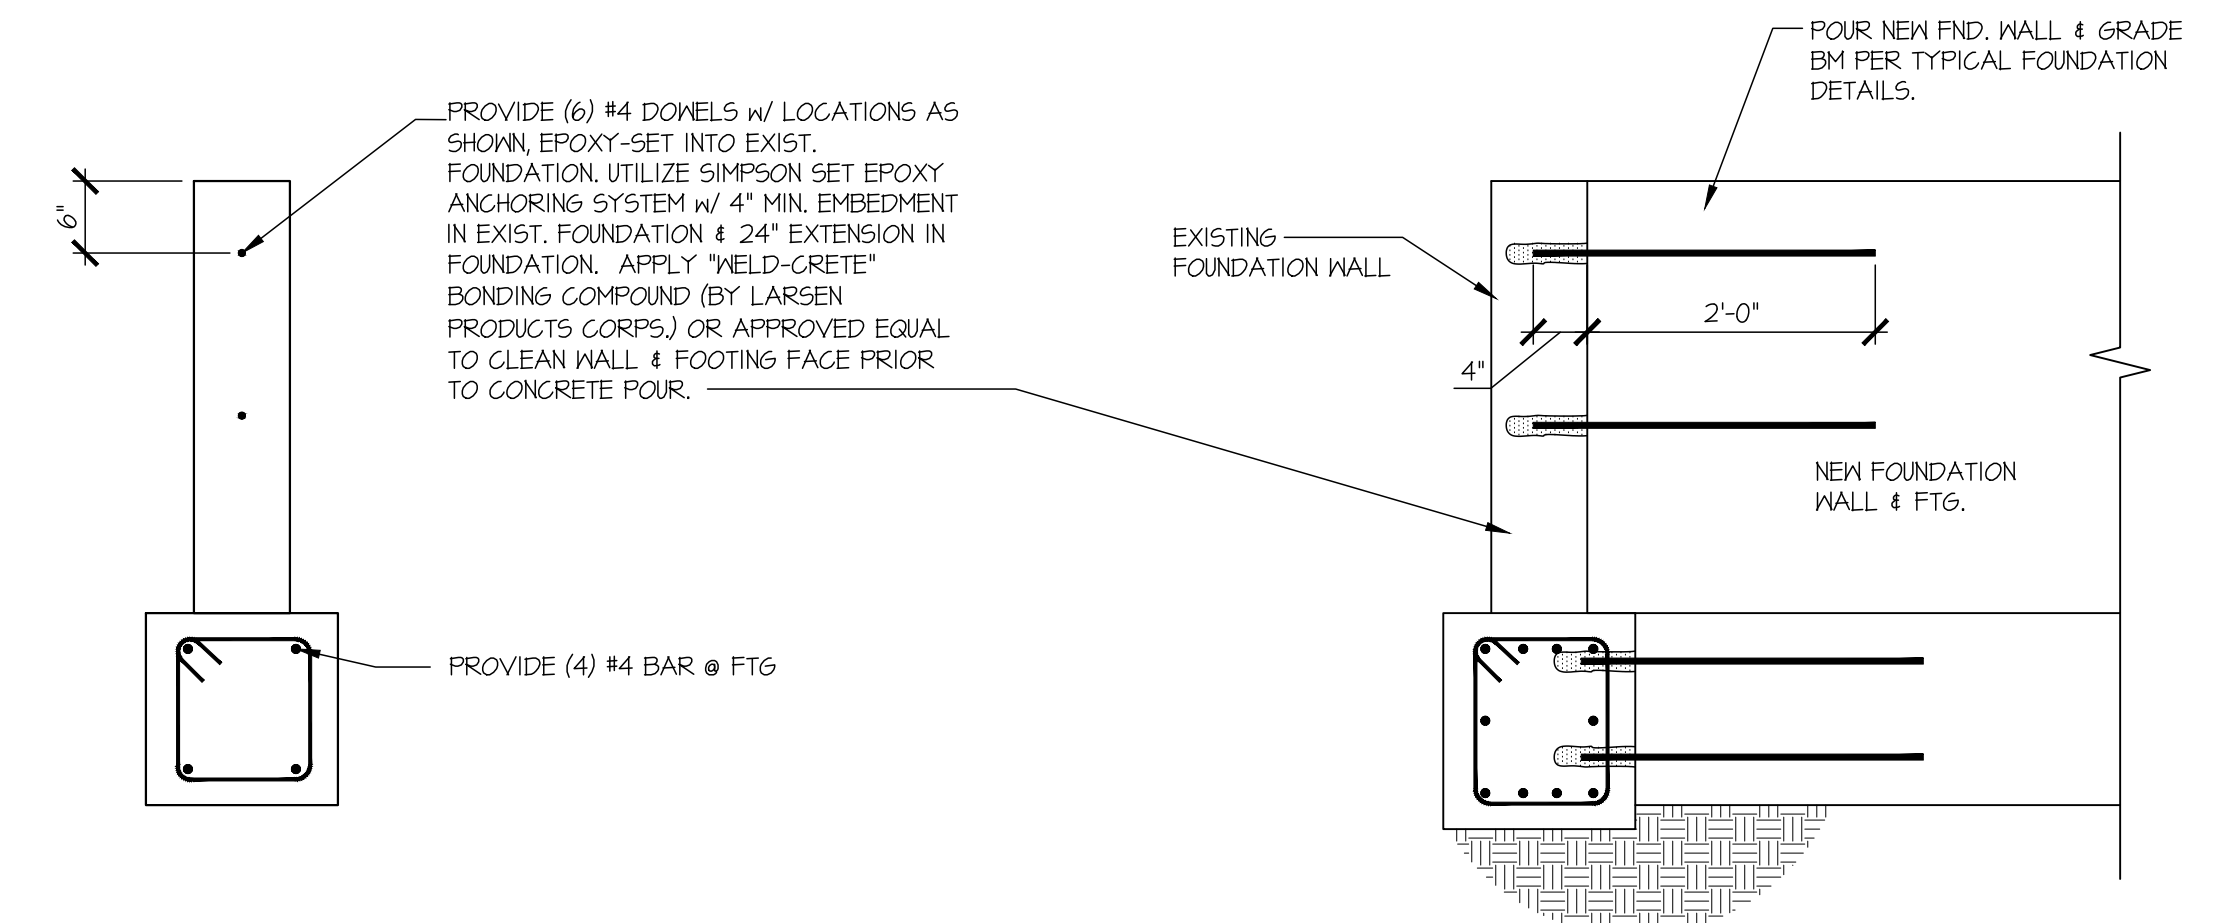 POUR NEW FND. WALL & GRADE
BM PER TYPICAL FOUNDATION
DETAILS.
PROVIDE (6) #4 DOWELS w/ LOCATIONS AS
SHOWN, EPOXY-SET INTO EXIST.
FOUNDATION. UTILIZE SIMPSON SET EPOXY
ANCHORING SYSTEM w/ 4" MIN. EMBEDMENT
IN EXIST. FOUNDATION & 24" EXTENSION IN
FOUNDATION. APPLY "WELD-CRETE"
BONDING COMPOUND (BY LARSEN
PRODUCTS CORPS.) OR APPROVED EQUAL
TO CLEAN WALL & FOOTING FACE PRIOR
TO CONCRETE POUR.
6"
EXISTING
FOUNDATION WALL
2'-0"
4"
NEW FOUNDATION
WALL & FTG.
PROVIDE (4) #4 BAR @ FTG